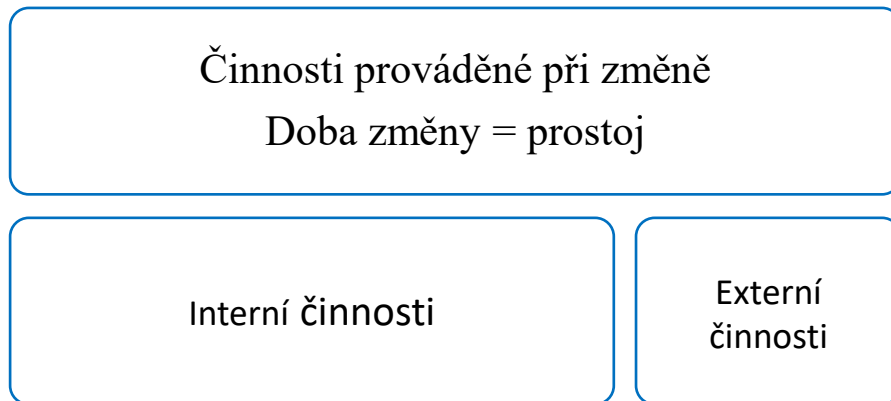 Činnosti prováděné při změně
Doba změny = prostoj
Interní činnosti
Externí
činnosti